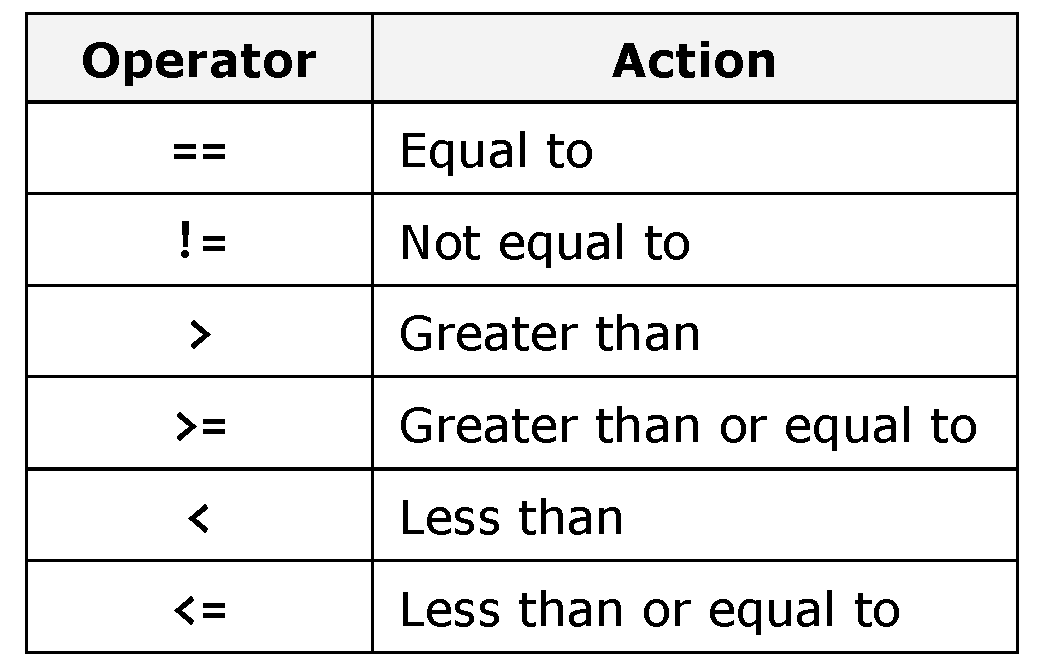 Operator Action
== Equal to
!= Not equal to
> Greater than
>= Greater than or equal to
< Less than
<= Less than or equal to